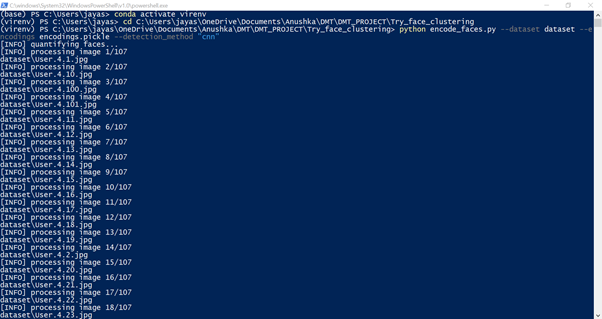 C:\windows\System32\WindowsPowerShell\v1.0\powershell.exe
(base) PS C:\Users\jayas> conda activate virenv
(virenv) PS C:\Users\jayas> cd C:\Users\jayas\OneDrive\Documents\Anushka\DMT\DMT_PROJECT\Try_face_clustering
(virenv) PS C:\Users\jayas\OneDrive\Documents\Anushka\DMT\DMT_PROJECT\Try_face_clustering> python encode_faces.py --dataset dataset --e
ncodings encodings.pickle --detection_method "cnn"
[INFO] quantifying faces...
[INFO] processing image 1/107
dataset\User.4.1.jpg
[INFO] processing image 2/107
dataset\User.4.10.jpg
[INFO] processing image 3/107
dataset\User.4.100.jpg
[INFO] processing image 4/107
dataset\User.4.101.jpg
[INFO] processing image 5/107
dataset\User.4.11.jpg
[INFO] processing image 6/107
dataset\User.4.12.jpg
[INFO] processing image 7/107
dataset\User.4.13.jpg
[INFO] processing image 8/107
dataset\User.4.14.jpg
[INFO] processing image 9/107
dataset\User.4.15.jpg
[INFO] processing image 10/107
dataset\User.4.16.jpg
[INFO] processing image 11/107
dataset\User.4.17.jpg
[INFO] processing image 12/107
dataset\User.4.18.jpg
[INFO] processing image 13/107
dataset\User.4.19.jpg
[INFO] processing image 14/107
dataset\User.4.2.jpg
[INFO] processing image 15/107
dataset\User.4.20.jpg
[INFO] processing image 16/107
dataset\User.4.21.jpg
[INFO] processing image 17/107
dataset\User.4.22.jpg
[INFO] processing image 18/107
dataset\User.4.23.jpg